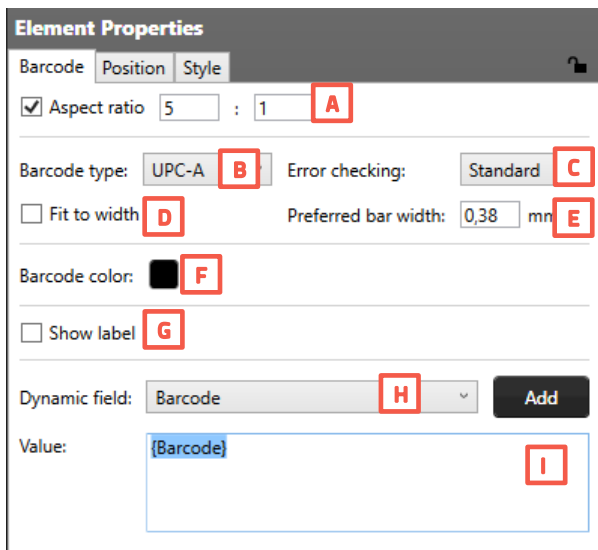 Element Properties
Barcode Position Style
Aspect ratio 5 : 1 A
Barcode type: UPC-A B Error checking: Standard C
Fit to width D Preferred bar width: 0,38 mm E
Barcode color: F
Show label G
Dynamic field: Barcode H Add
Value: {Barcode} I